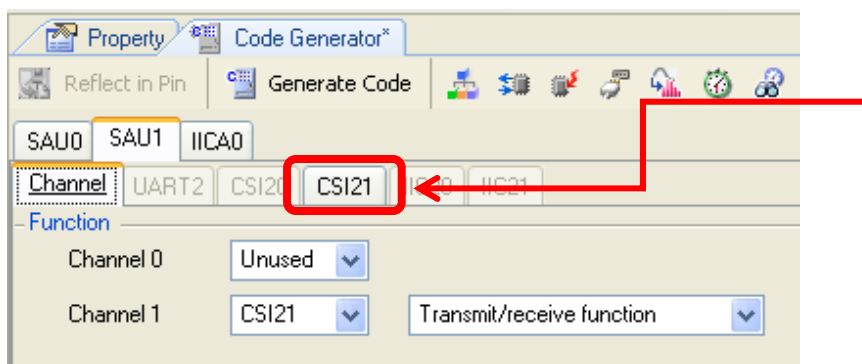 Property Code Generator*
Reflect in Pin Generate Code
SAU0 SAU1 IICA0
Channel UART2 CSI20 CSI21 IIC20 IIC21
Function
Channel 0 Unused
Channel 1 CSI21 Transmit/receive function